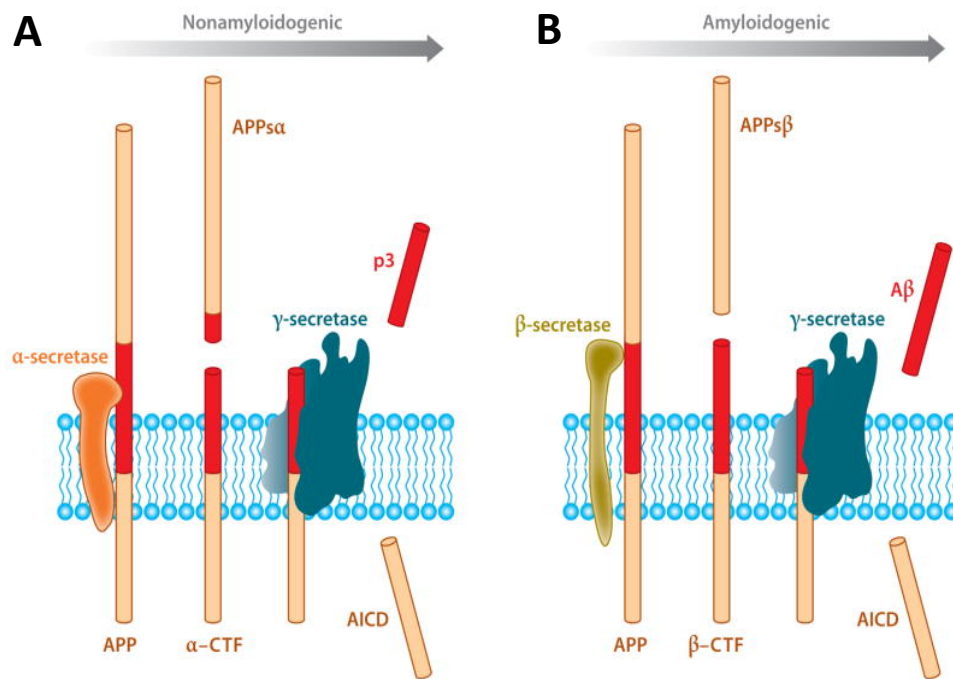 A
Nonamyloidogenic
APPsα
p3
γ-secretase
α-secretase
APP
α-CTF
AICD
B
Amyloidogenic
APPsβ
Aβ
γ-secretase
β-secretase
APP
β-CTF
AICD